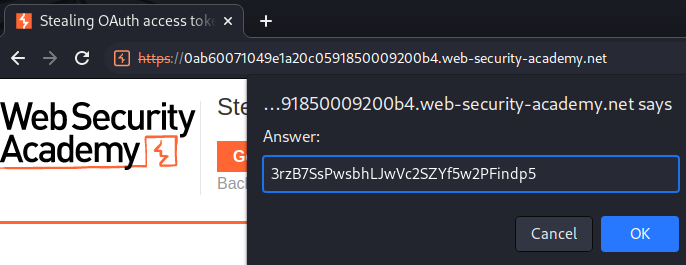 Stealing OAuth access toke
https://0ab60071049e1a20c0591850009200b4.web-security-academy.net
Web Security
Academy
Ste
Back
...91850009200b4.web-security-academy.net says
Answer:
3rzB7SsPwsbhLJwVc2SZYf5w2PFindp5
Cancel
OK